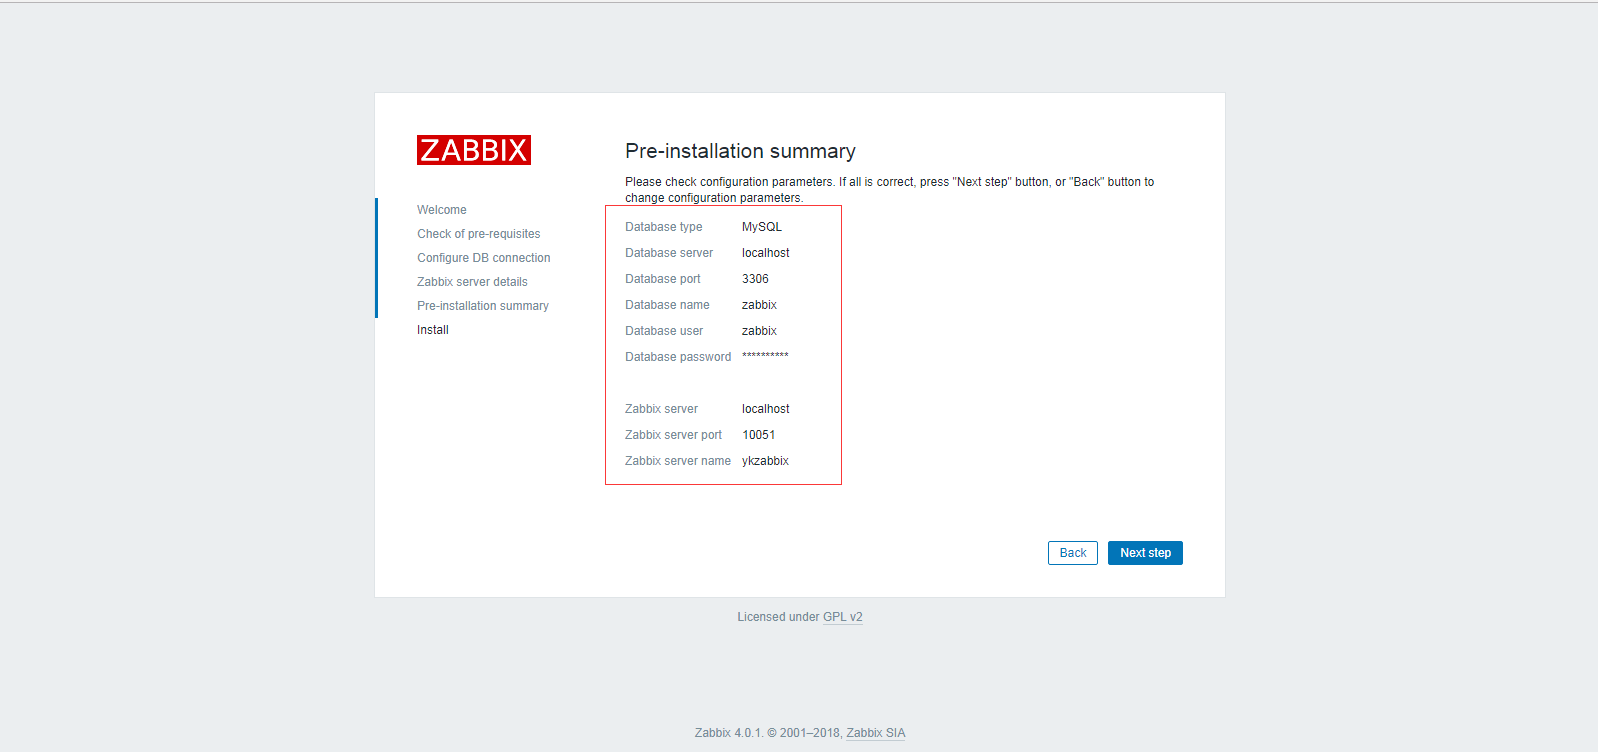 ZABBIX
Welcome
Check of pre-requisites
Configure DB connection
Zabbix server details
Pre-installation summary
Install
Pre-installation summary
Please check configuration parameters. If all is correct, press "Next step" button, or "Back" button to
change configuration parameters.
Database type MySQL
Database server localhost
Database port 3306
Database name zabbix
Database user zabbix
Database password **********
Zabbix server localhost
Zabbix server port 10051
Zabbix server name ykzabbix
Back Next step
Licensed under GPL v2
Zabbix 4.0.1. © 2001–2018, Zabbix SIA